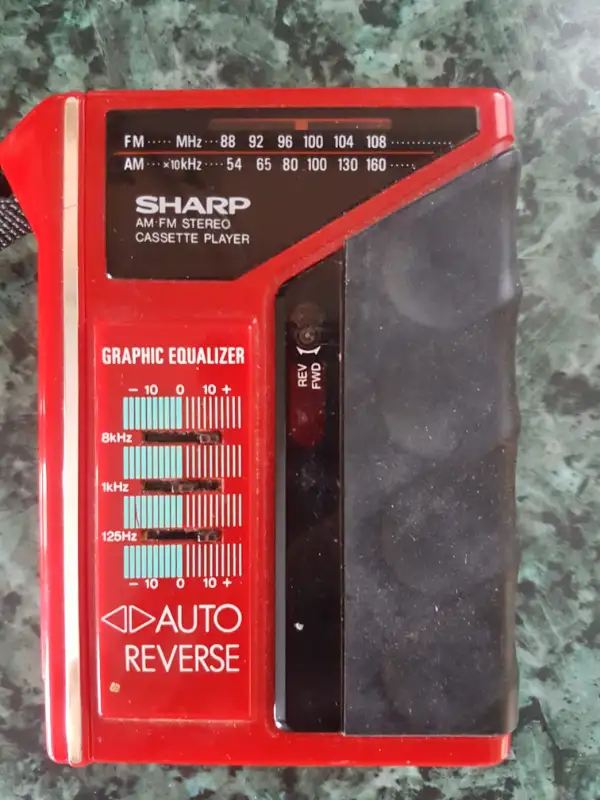 FM ····· MHz ·· 88 92 96 100 104 108 ············
AM ··· ×10kHz ··· 54 65 80 100 130 160 ·····
SHARP
AM·FM STEREO
CASSETTE PLAYER
REV
FWD
GRAPHIC EQUALIZER
− 10 0 10 +
8kHz
1kHz
125Hz
− 10 0 10 +
◁▷AUTO
REVERSE